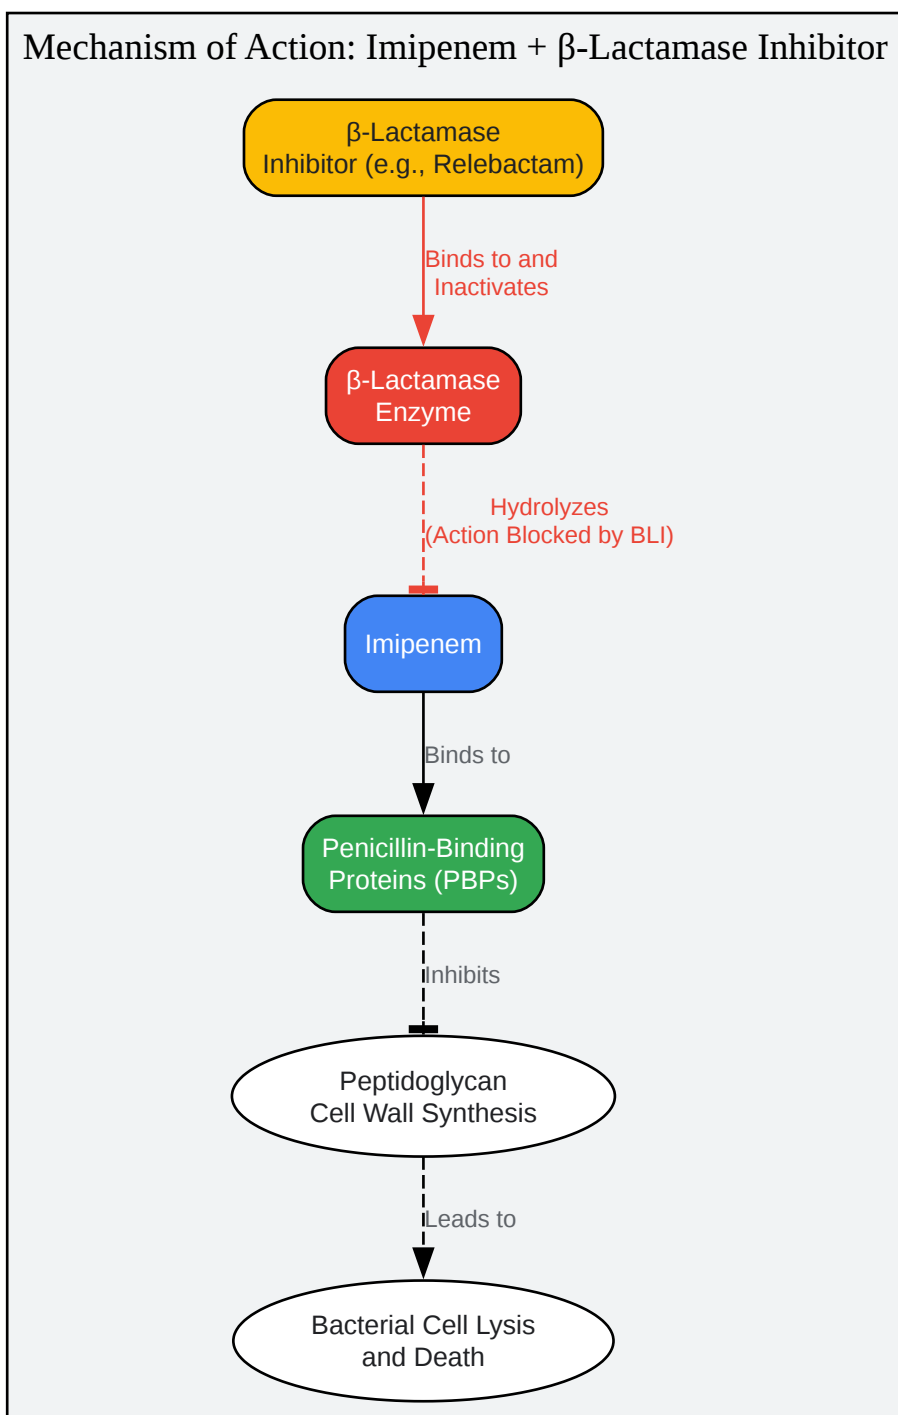 Mechanism of Action: Imipenem + β-Lactamase Inhibitor
β-Lactamase
Inhibitor (e.g., Relebactam)
Binds to and
Inactivates
β-Lactamase
Enzyme
Hydrolyzes
(Action Blocked by BLI)
Imipenem
Binds to
Penicillin-Binding
Proteins (PBPs)
Inhibits
Peptidoglycan
Cell Wall Synthesis
Leads to
Bacterial Cell Lysis
and Death